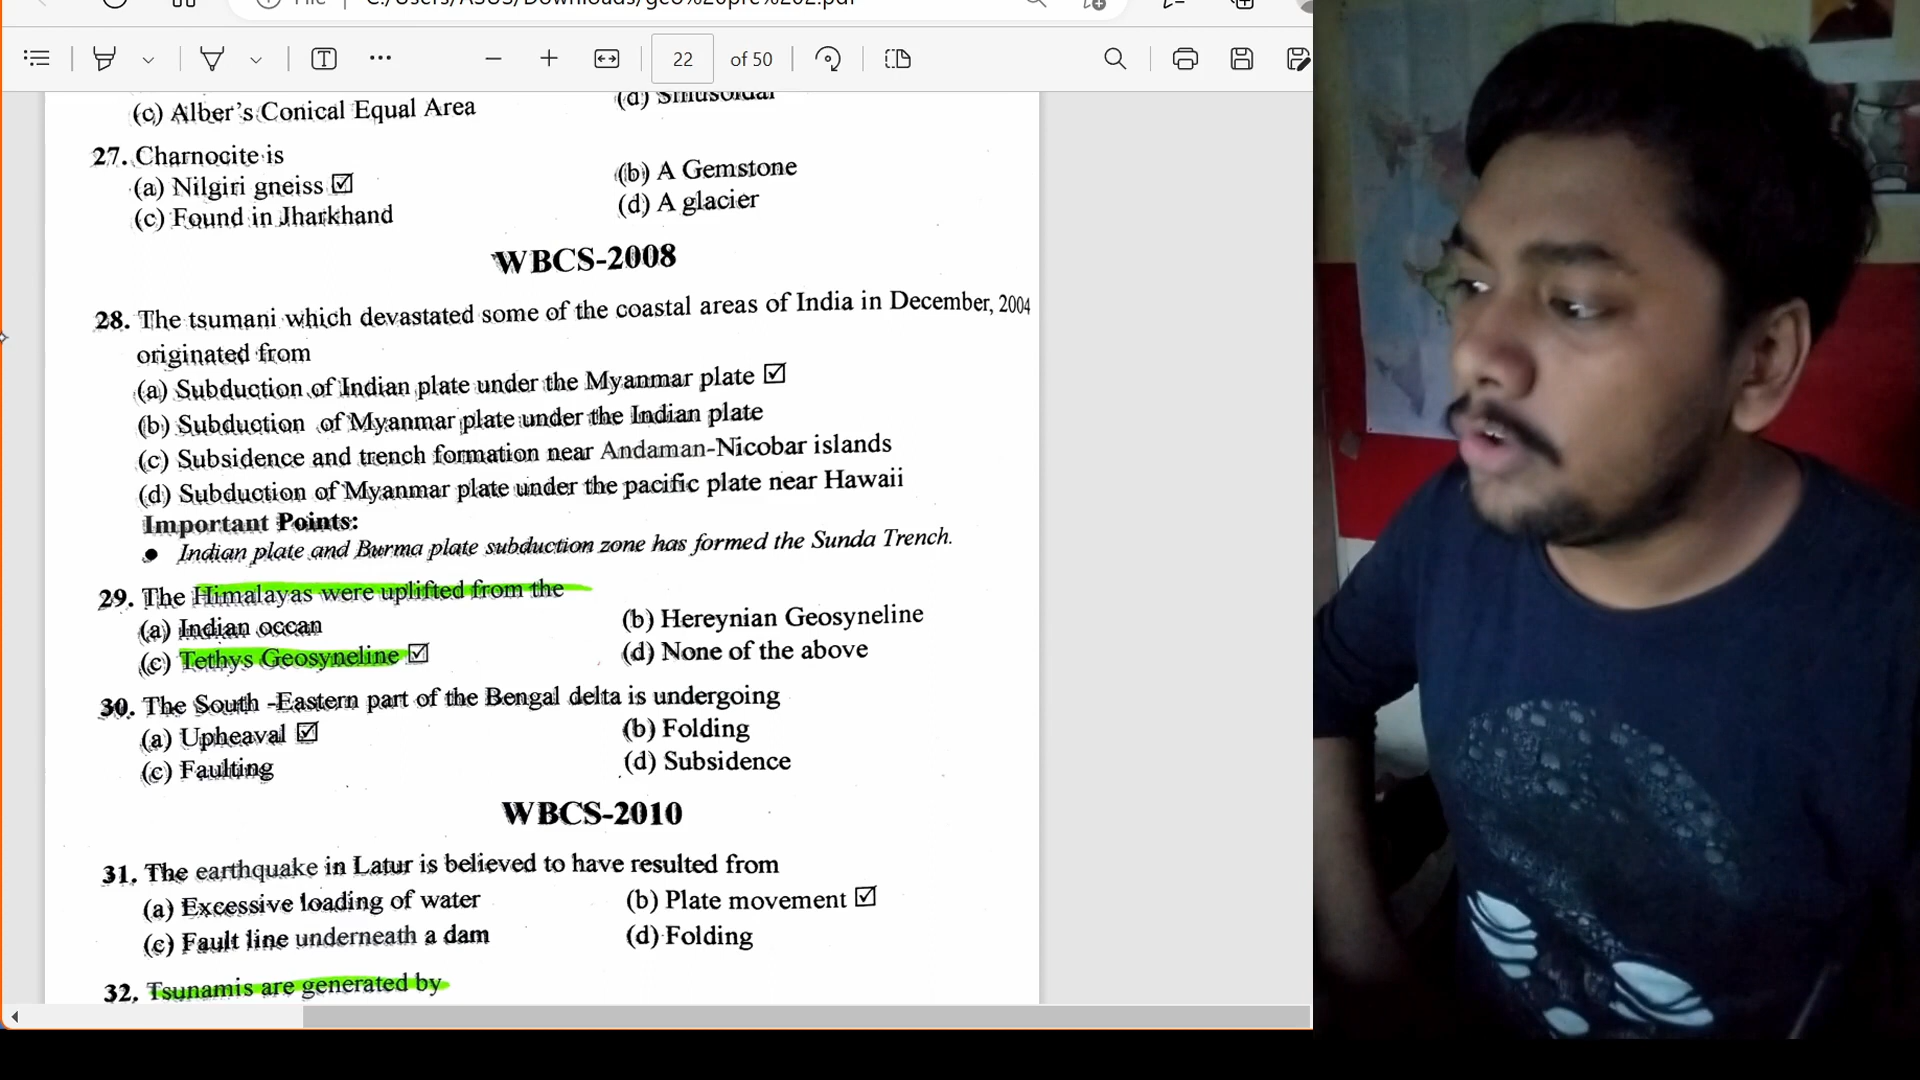 22 of 50
(c) Alber's Conical Equal Area
(d) Sinusoidal
27. Charnocite is
(a) Nilgiri gneiss ☑
(b) A Gemstone
(c) Found in Jharkhand
(d) A glacier
WBCS-2008
28. The tsumani which devastated some of the coastal areas of India in December, 2004
originated from
(a) Subduction of Indian plate under the Myanmar plate ☑
(b) Subduction of Myanmar plate under the Indian plate
(c) Subsidence and trench formation near Andaman-Nicobar islands
(d) Subduction of Myanmar plate under the pacific plate near Hawaii
Important Points:
● Indian plate and Burma plate subduction zone has formed the Sunda Trench.
29. The Himalayas were uplifted from the
(a) Indian occan
(b) Hereynian Geosyneline
(c) Tethys Geosyneline ☑
(d) None of the above
30. The South -Eastern part of the Bengal delta is undergoing
(a) Upheaval ☑
(b) Folding
(c) Faulting
(d) Subsidence
WBCS-2010
31. The earthquake in Latur is believed to have resulted from
(a) Excessive loading of water
(b) Plate movement ☑
(c) Fault line underneath a dam
(d) Folding
32. Tsunamis are generated by